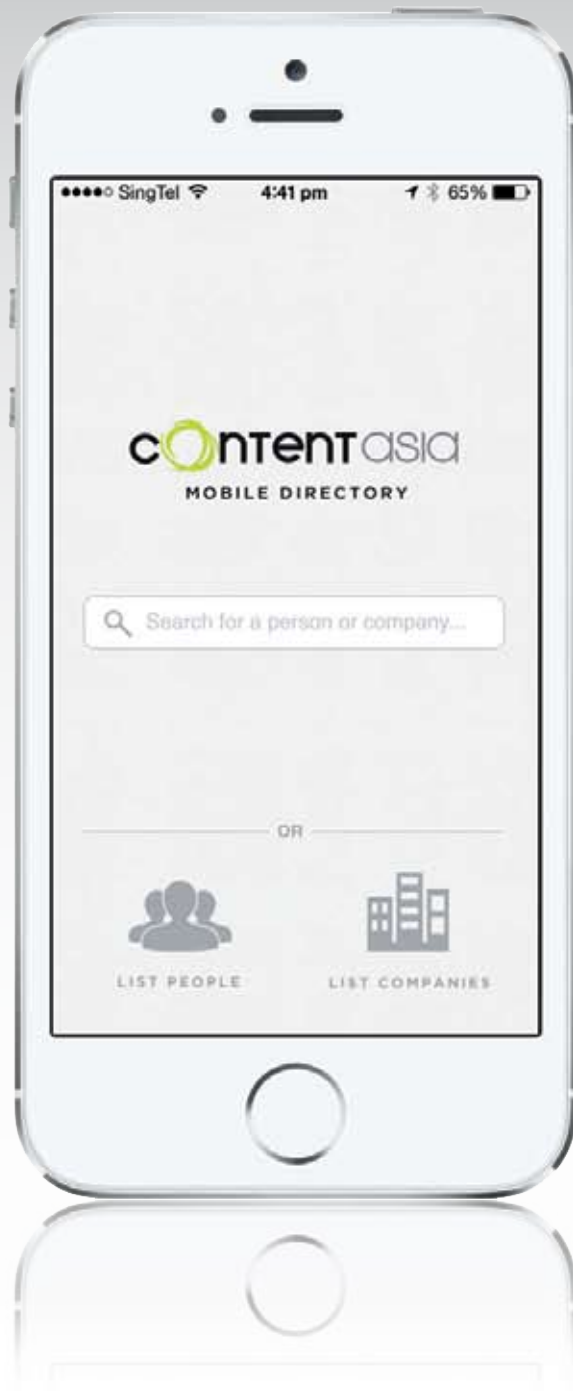 SingTel 4:41 pm 65%
contentasia
MOBILE DIRECTORY
Search for a person or company...
OR
LIST PEOPLE LIST COMPANIES